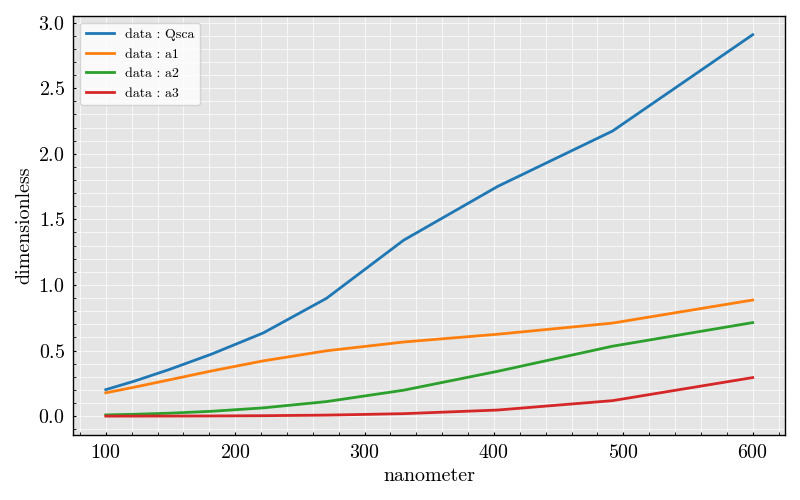 3.0
2.5
2.0
1.5
1.0
0.5
0.0
dimensionless
data : Qsca
data : a1
data : a2
data : a3
100 200 300 400 500 600
nanometer